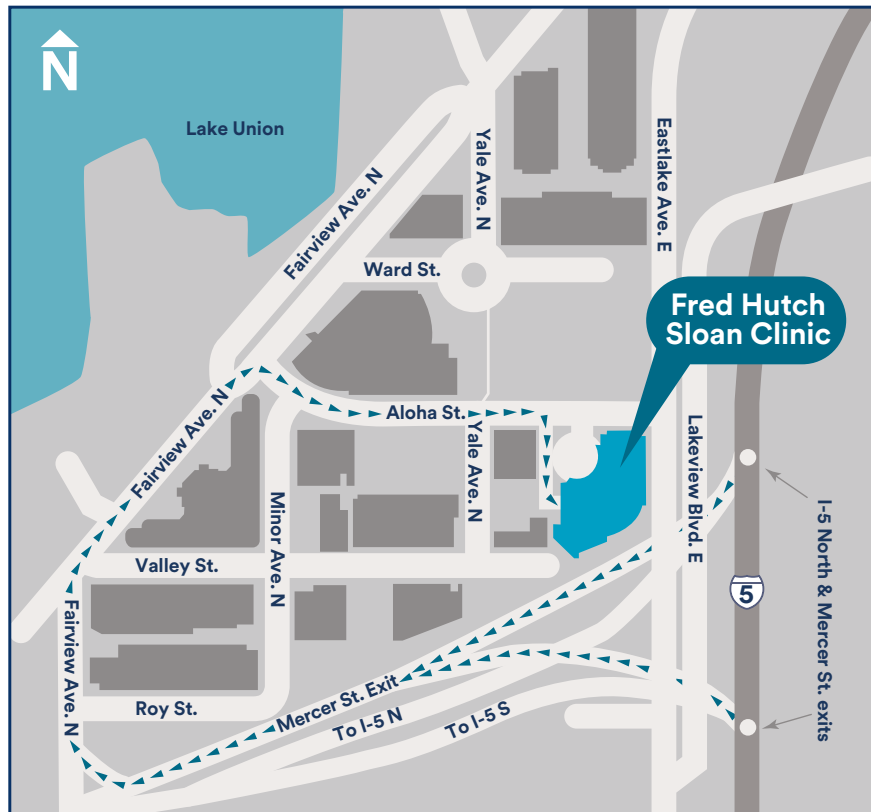 N
Lake Union
Fairview Ave. N
Yale Ave. N
Eastlake Ave. E
Ward St.
Fred Hutch
Sloan Clinic
Fairview Ave. N
Aloha St.
Yale Ave. N
Lakeview Blvd. E
Minor Ave. N
I-5 North & Mercer St. exits
Valley St.
5
Fairview Ave. N
Mercer St. Exit
Roy St.
To I-5 N
To I-5 S